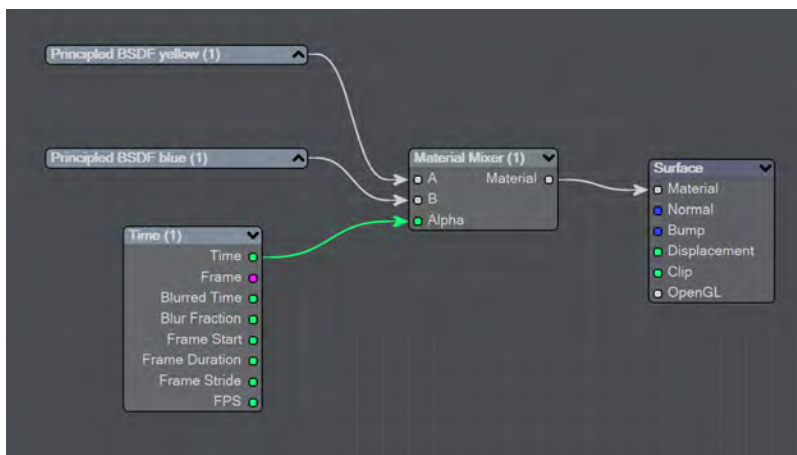 Principled BSDF yellow (1)
Principled BSDF blue (1)
Material Mixer (1)
A
Material
B
Alpha
Surface
Material
Normal
Bump
Displacement
Clip
OpenGL
Time (1)
Time
Frame
Blurred Time
Blur Fraction
Frame Start
Frame Duration
Frame Stride
FPS